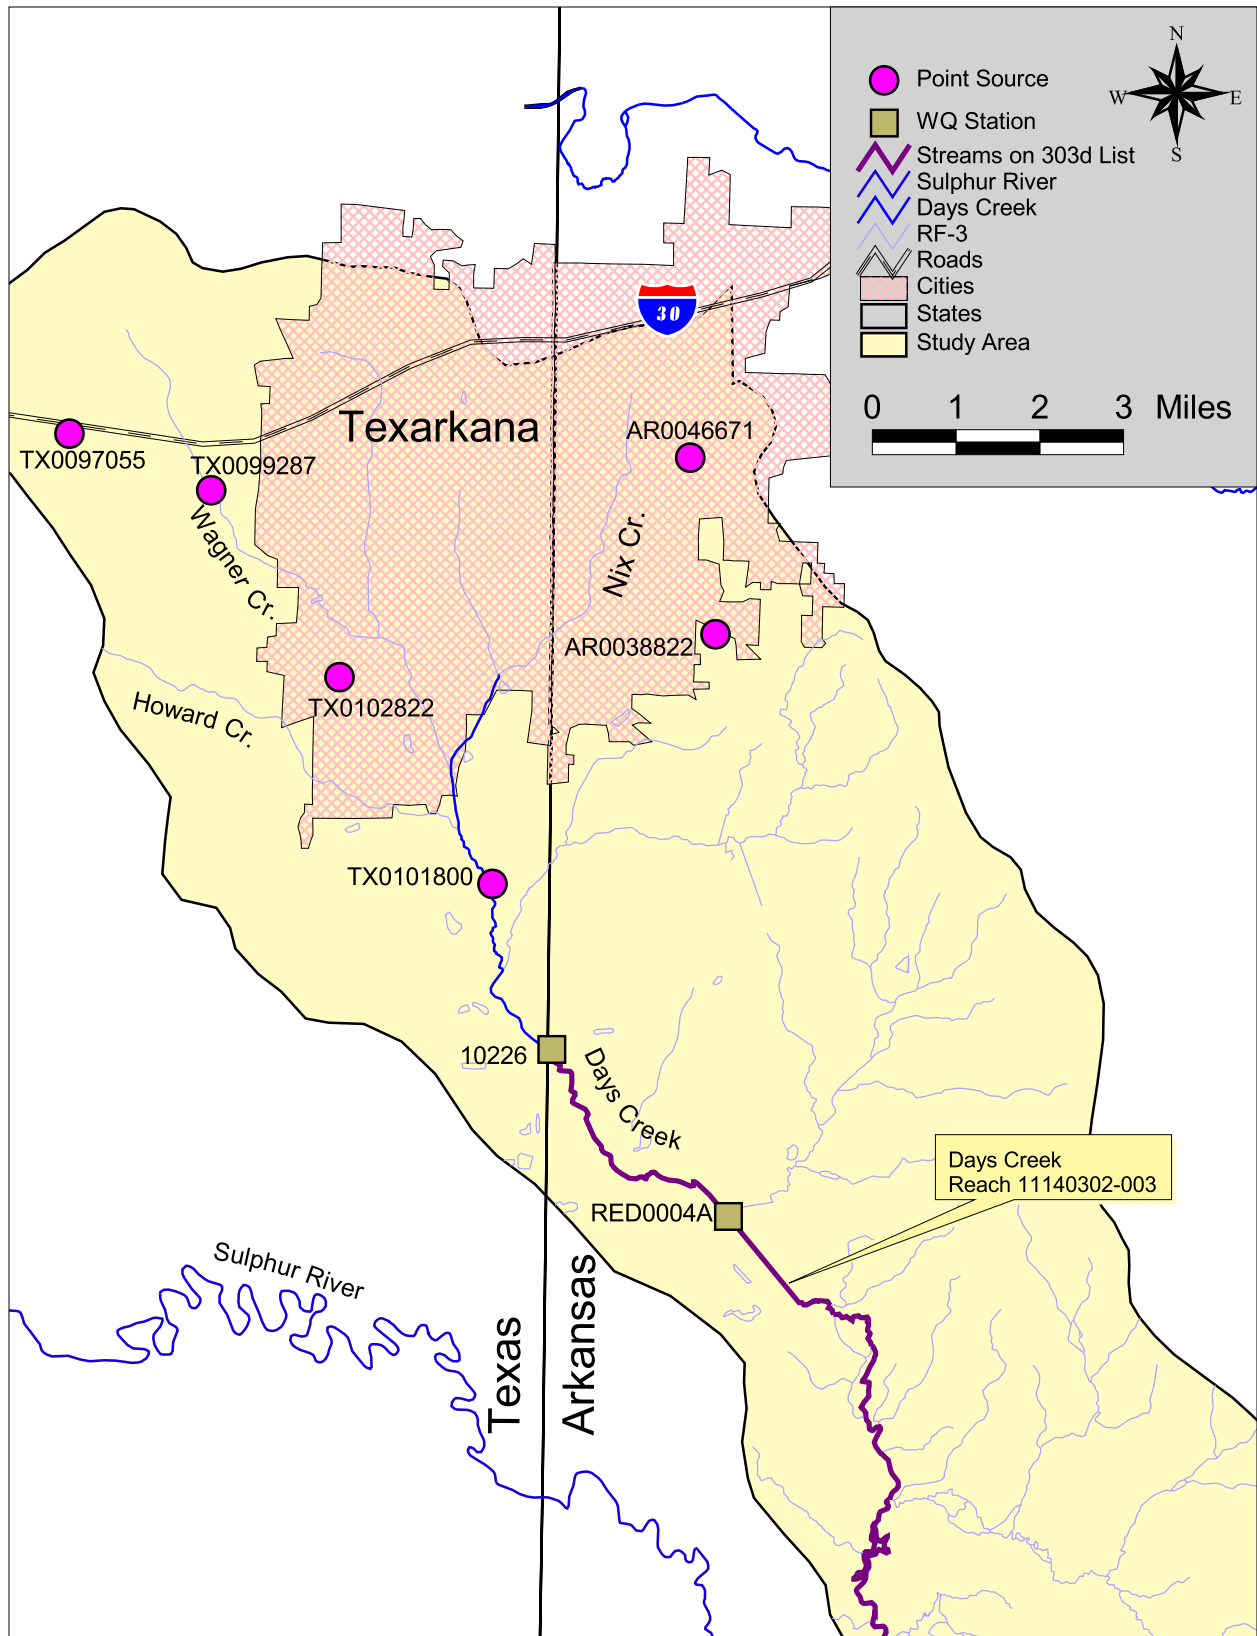 N
W
E
S
Point Source
WQ Station
Streams on 303d List
Sulphur River
Days Creek
RF-3
Roads
Cities
States
Study Area
0 1 2 3 Miles
30
Texarkana
AR0046671
TX0097055
TX0099287
Wagner Cr.
Nix Cr.
AR0038822
TX0102822
Howard Cr.
TX0101800
10226
Days Creek
Days Creek
Reach 11140302-003
RED0004A
Sulphur River
Texas
Arkansas